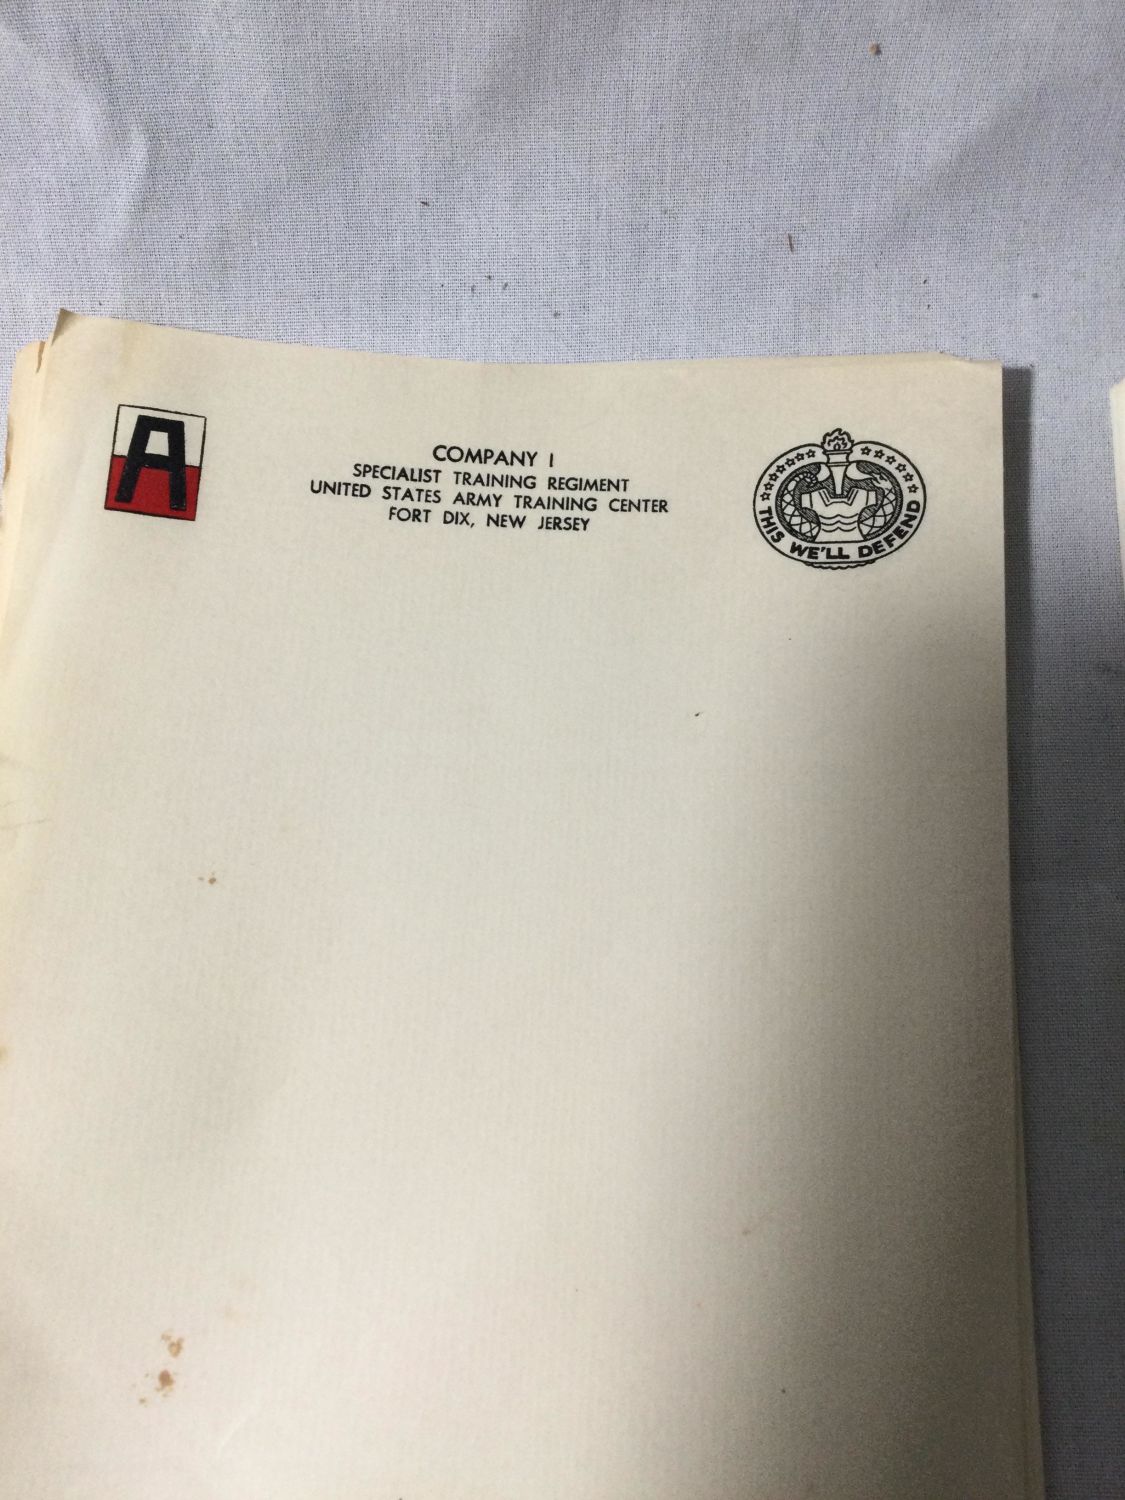 A
COMPANY I
SPECIALIST TRAINING REGIMENT
UNITED STATES ARMY TRAINING CENTER
FORT DIX, NEW JERSEY
THIS WE'LL DEFEND